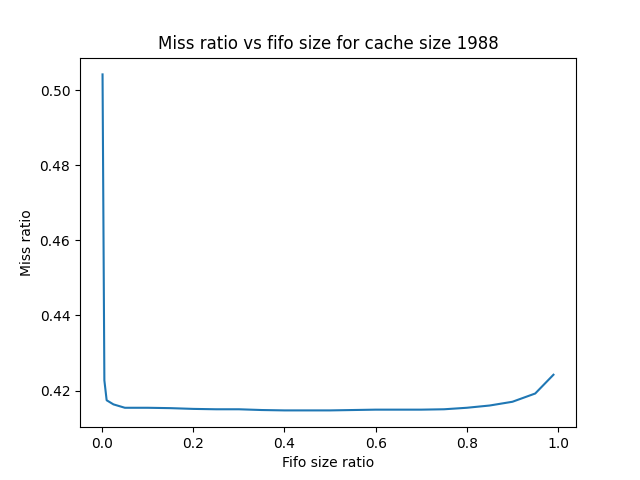 Miss ratio vs fifo size for cache size 1988
0.50
0.48
0.46
0.44
0.42
Miss ratio
0.0 0.2 0.4 0.6 0.8 1.0
Fifo size ratio